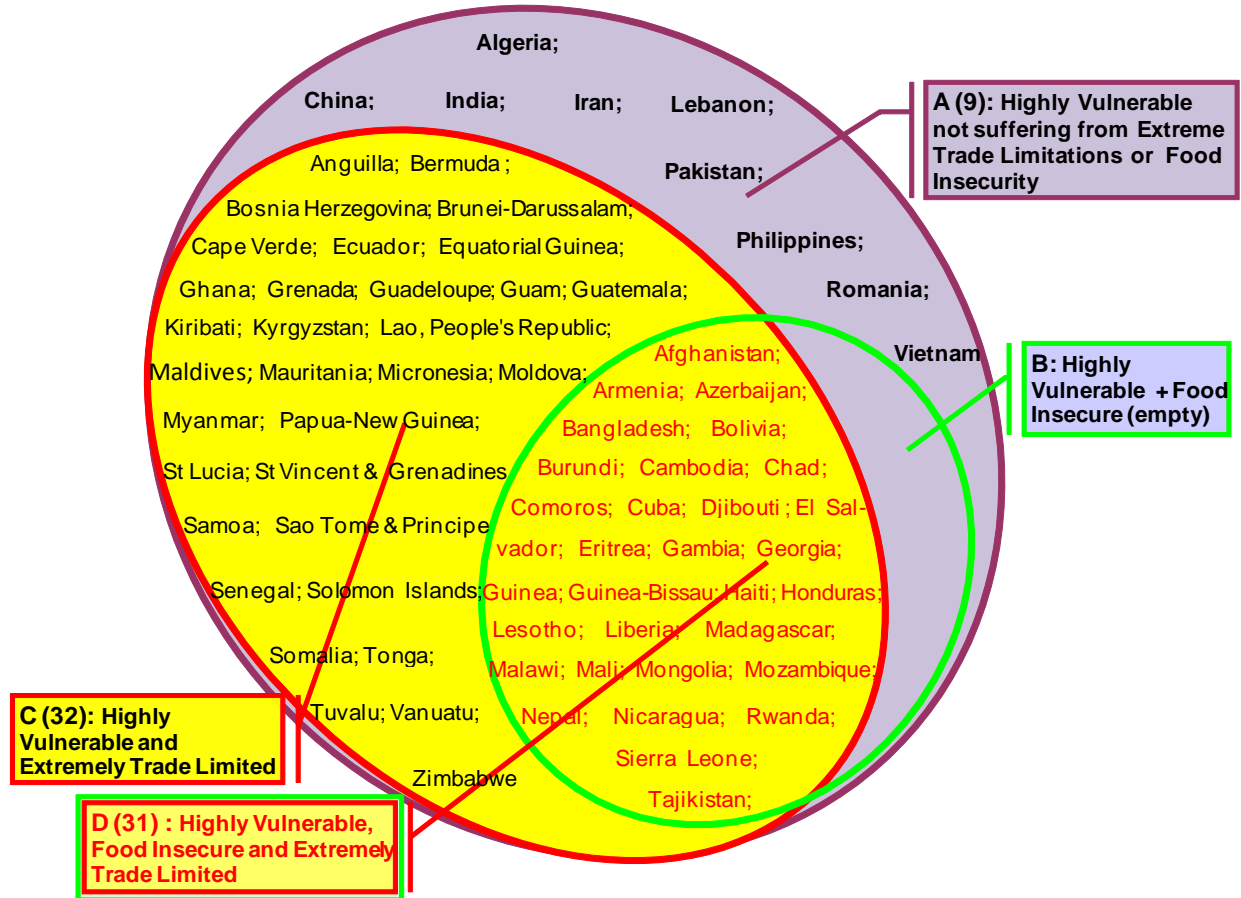 Algeria;
China; India; Iran; Lebanon;
A (9): Highly Vulnerable
not suffering from Extreme
Trade Limitations or Food
Insecurity
Anguilla; Bermuda ;
Pakistan;
Bosnia Herzegovina; Brunei-Darussalam;
Cape Verde; Ecuador; Equatorial Guinea;
Philippines;
Ghana; Grenada; Guadeloupe; Guam; Guatemala;
Romania;
Kiribati; Kyrgyzstan; Lao, People's Republic;
Vietnam
B: Highly
Vulnerable + Food
Insecure (empty)
Maldives; Mauritania; Micronesia; Moldova;
Myanmar; Papua-New Guinea;
St Lucia; St Vincent & Grenadines
Samoa; Sao Tome & Principe
Senegal; Solomon Islands;
Somalia; Tonga;
Tuvalu; Vanuatu;
Zimbabwe
Afghanistan;
Armenia; Azerbaijan;
Bangladesh; Bolivia;
Burundi; Cambodia; Chad;
Comoros; Cuba; Djibouti ; El Sal-
vador; Eritrea; Gambia; Georgia;
Guinea; Guinea-Bissau; Haiti; Honduras;
Lesotho; Liberia; Madagascar;
Malawi; Mali; Mongolia; Mozambique;
Nepal; Nicaragua; Rwanda;
Sierra Leone;
Tajikistan;
C (32): Highly
Vulnerable and
Extremely Trade Limited
D (31) : Highly Vulnerable,
Food Insecure and Extremely
Trade Limited